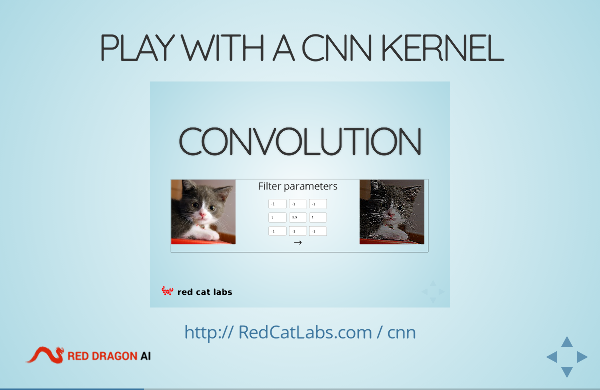 PLAY WITH A CNN KERNEL
CONVOLUTION
Filter parameters
→
red cat labs
http:// RedCatLabs.com / cnn
RED DRAGON AI